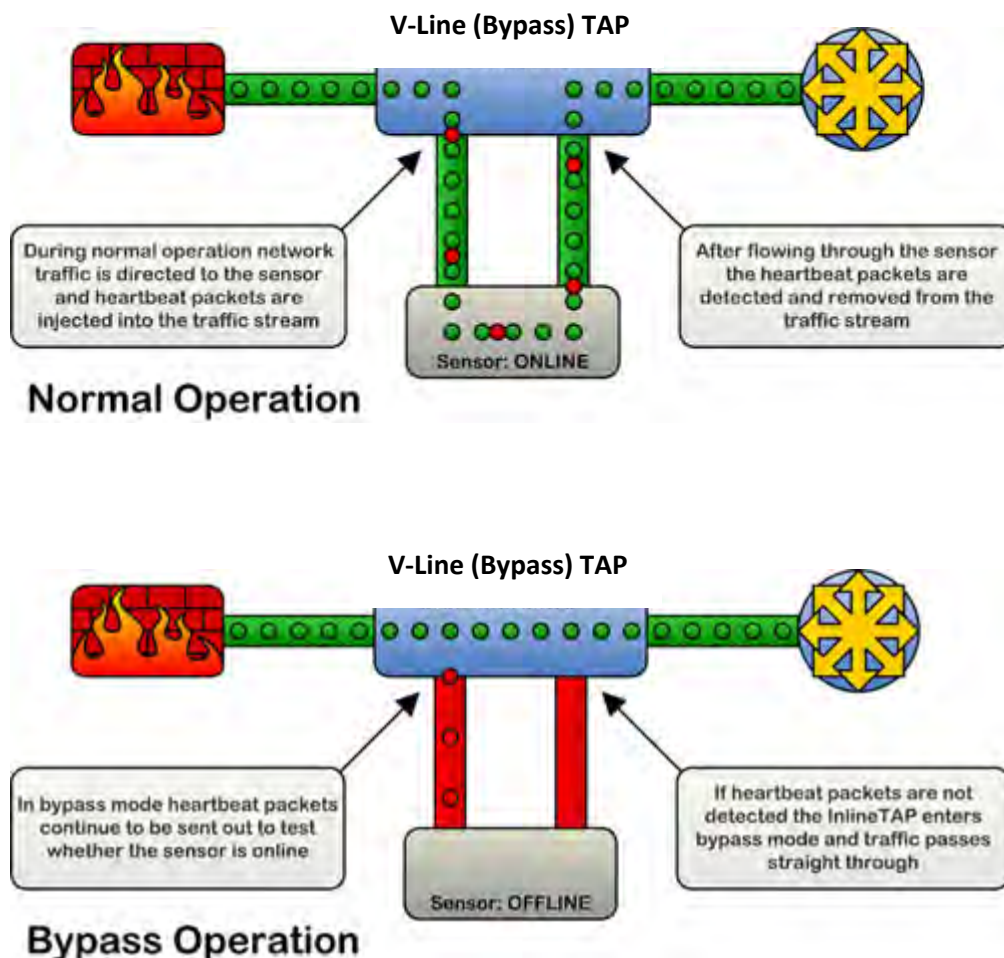 V-Line (Bypass) TAP
During normal operation network
traffic is directed to the sensor
and heartbeat packets are
injected into the traffic stream
After flowing through the sensor
the heartbeat packets are
detected and removed from the
traffic stream
Sensor: ONLINE
Normal Operation
V-Line (Bypass) TAP
In bypass mode heartbeat packets
continue to be sent out to test
whether the sensor is online
If heartbeat packets are not
detected the InlineTAP enters
bypass mode and traffic passes
straight through
Sensor: OFFLINE
Bypass Operation